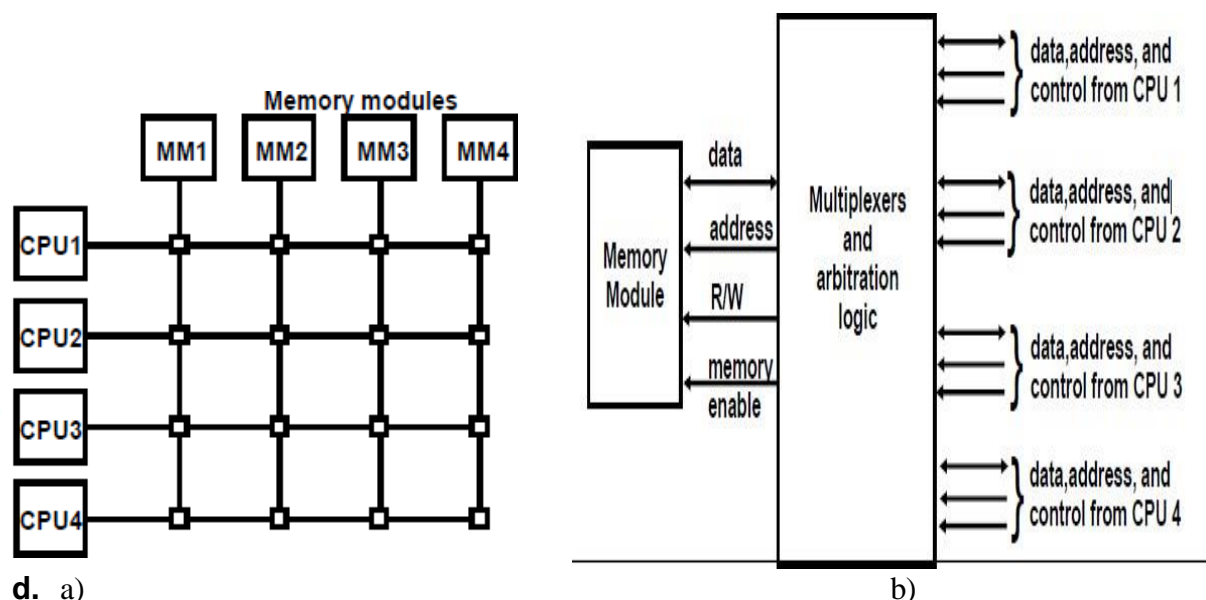 Memory modules
MM1 MM2 MM3 MM4
CPU1
CPU2
CPU3
CPU4
data
address
R/W
memory
enable
Memory
Module
Multiplexers
and
arbitration
logic
data,address, and
control from CPU 1
data,address, and
control from CPU 2
data,address, and
control from CPU 3
data,address, and
control from CPU 4
d. a) b)